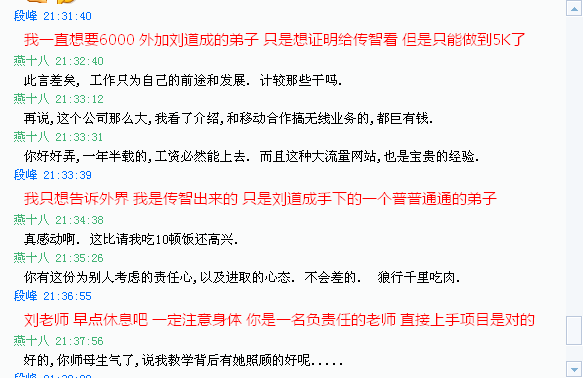 段峰 21:31:40
我一直想要6000 外加刘道成的弟子 只是想证明给传智看 但是只能做到5K了
燕十八 21:32:40
此言差矣, 工作只为自己的前途和发展. 计较那些干吗.
燕十八 21:33:12
再说,这个公司那么大,我看了介绍,和移动合作搞无线业务的,都巨有钱.
燕十八 21:33:31
你好好弄,一年半载的,工资必然能上去. 而且这种大流量网站,也是宝贵的经验.
段峰 21:33:39
我只想告诉外界 我是传智出来的 只是刘道成手下的一个普普通通的弟子
燕十八 21:34:38
真感动啊. 这比请我吃10顿饭还高兴.
燕十八 21:35:26
你有这份为别人考虑的责任心,以及进取的心态. 不会差的. 狼行千里吃肉.
段峰 21:36:55
刘老师 早点休息吧 一定注意身体 你是一名负责任的老师 直接上手项目是对的
燕十八 21:37:56
好的,你师母生气了,说我教学背后有她照顾的好呢.....